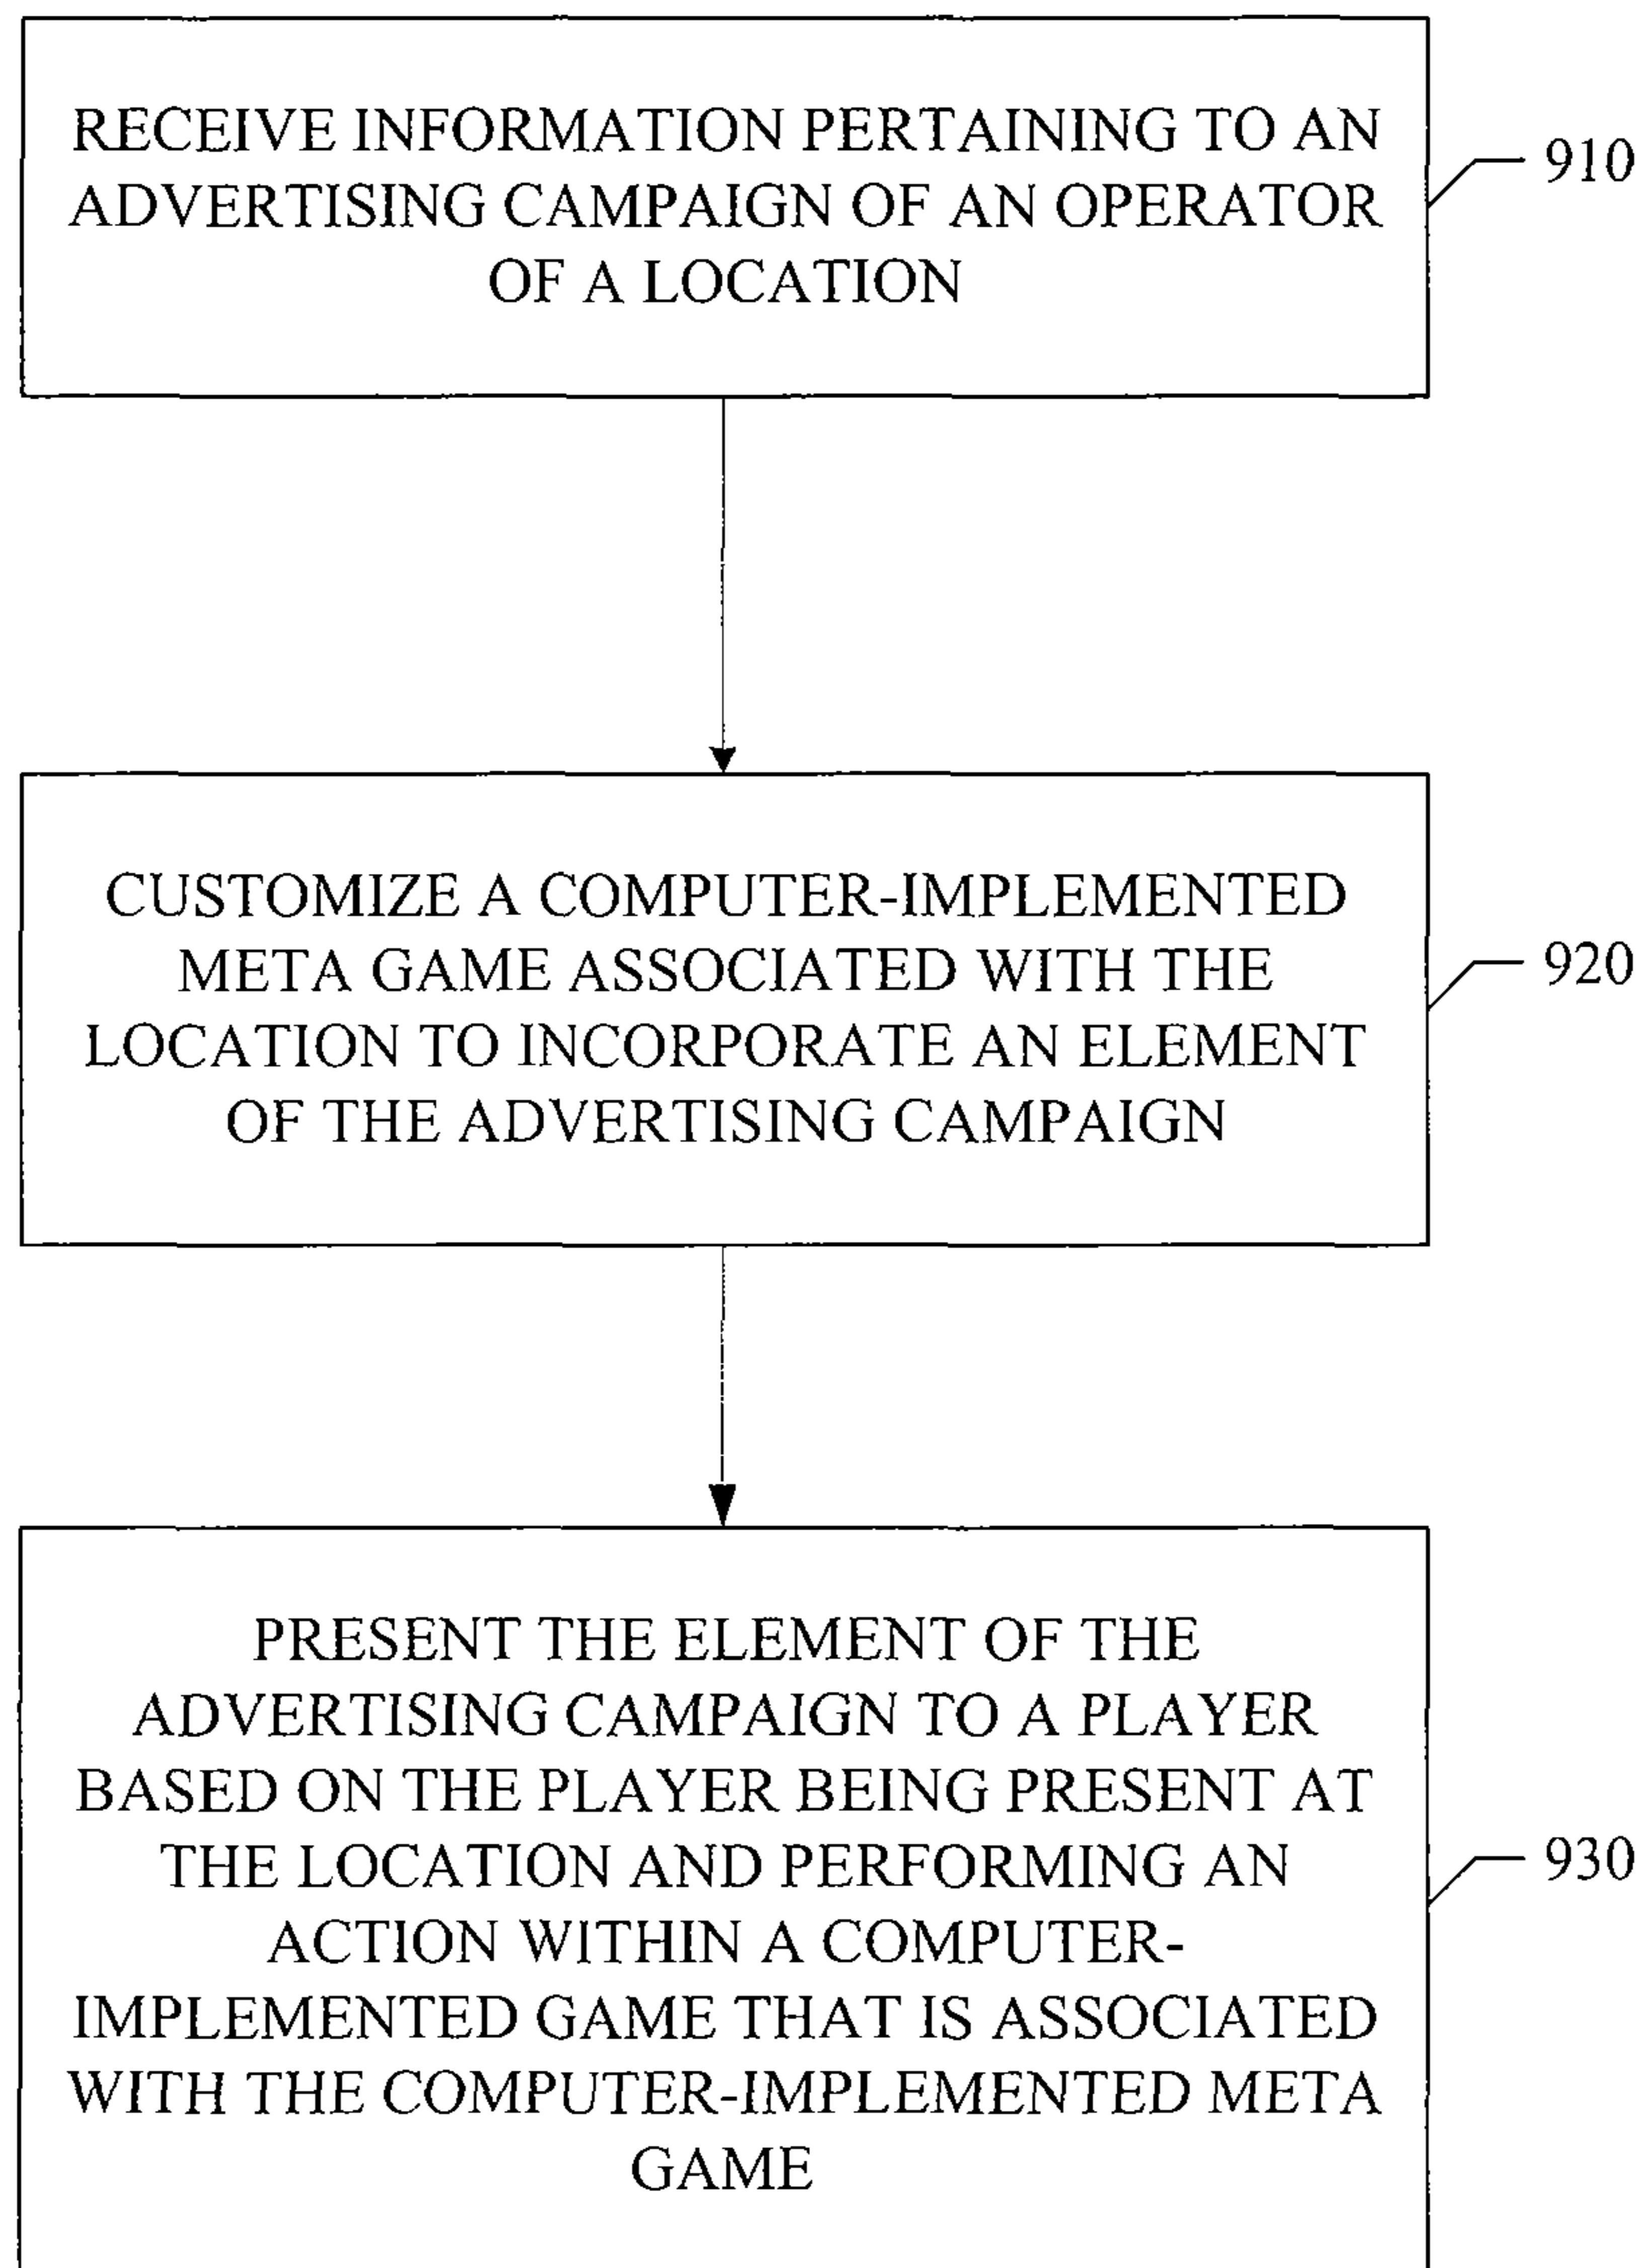 RECEIVE INFORMATION PERTAINING TO AN
ADVERTISING CAMPAIGN OF AN OPERATOR
OF A LOCATION
910
CUSTOMIZE A COMPUTER-IMPLEMENTED
META GAME ASSOCIATED WITH THE
LOCATION TO INCORPORATE AN ELEMENT
OF THE ADVERTISING CAMPAIGN
920
PRESENT THE ELEMENT OF THE
ADVERTISING CAMPAIGN TO A PLAYER
BASED ON THE PLAYER BEING PRESENT AT
THE LOCATION AND PERFORMING AN
ACTION WITHIN A COMPUTER-
IMPLEMENTED GAME THAT IS ASSOCIATED
WITH THE COMPUTER-IMPLEMENTED META
GAME
930